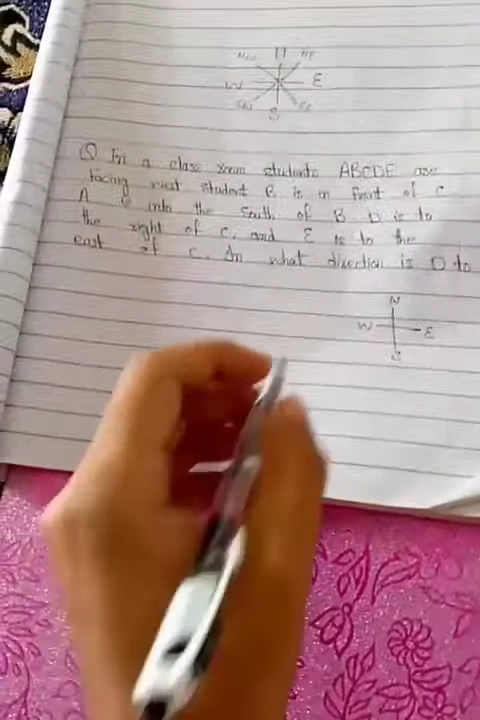 N
NW NE
W E
SW SE
S
Q In a class room students ABCDE are
facing west student B is in front of C
A is into the South of B D is to
the right of C. and E is to the
east of C. In what direction is D to
N
W E
S